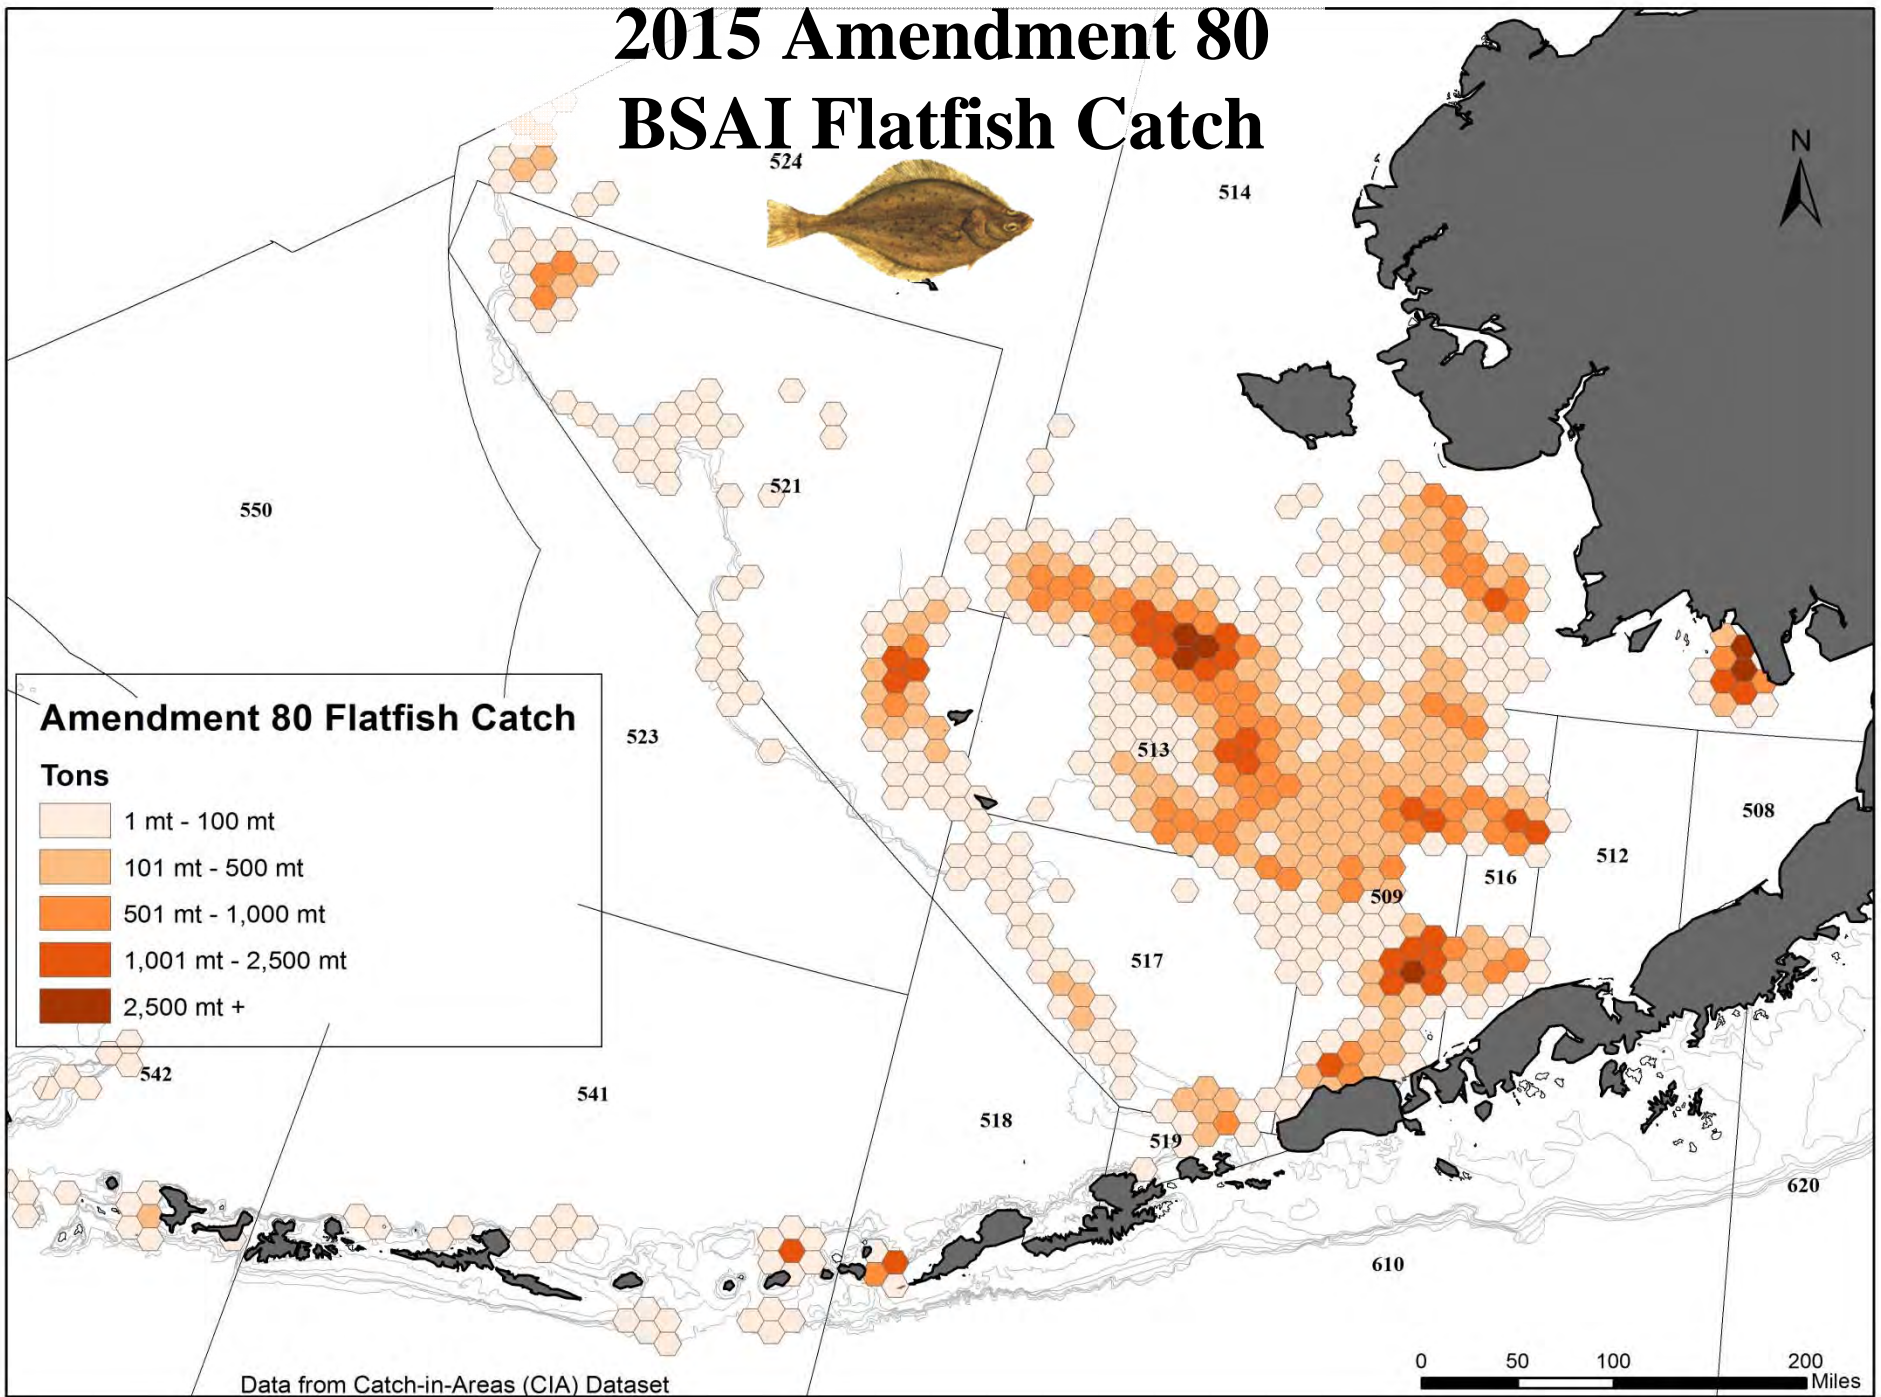 2015 Amendment 80
BSAI Flatfish Catch
N
524
514
521
550
523
513
508
512
516
509
517
542
541
518
519
620
610
Amendment 80 Flatfish Catch
Tons
1 mt - 100 mt
101 mt - 500 mt
501 mt - 1,000 mt
1,001 mt - 2,500 mt
2,500 mt +
0 50 100 200
Miles
Data from Catch-in-Areas (CIA) Dataset